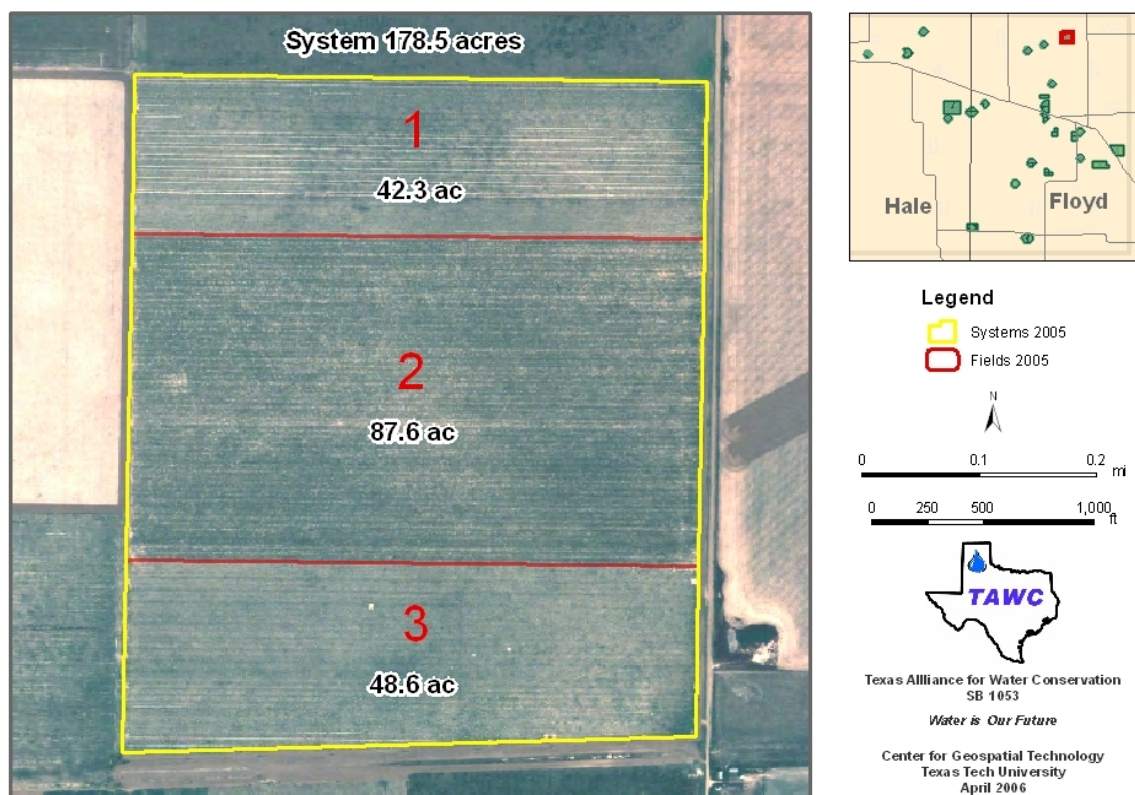 System 178.5 acres
1
42.3 ac
2
87.6 ac
3
48.6 ac
Hale
Floyd
Legend
Systems 2005
Fields 2005
N
0 0.1 0.2
mi
0 250 500 1,000
ft
TAWC
Texas Allliance for Water Conservation
SB 1053
Water is Our Future
Center for Geospatial Technology
Texas Tech University
April 2006